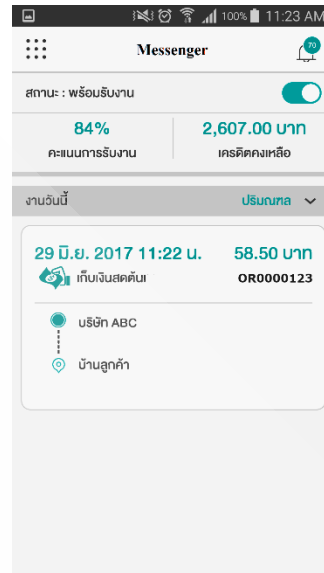 100% 11:23 AM
Messenger
70
สถานะ : พร้อมรับงาน
84%
2,607.00 บาท
คะแนนการรับงาน
เครดิตคงเหลือ
งานวันนี้
ปริมณฑล
29 มิ.ย. 2017 11:22 น.
58.50 บาท
เก็บเงินสดต้นท
OR0000123
บริษัท ABC
บ้านลูกค้า